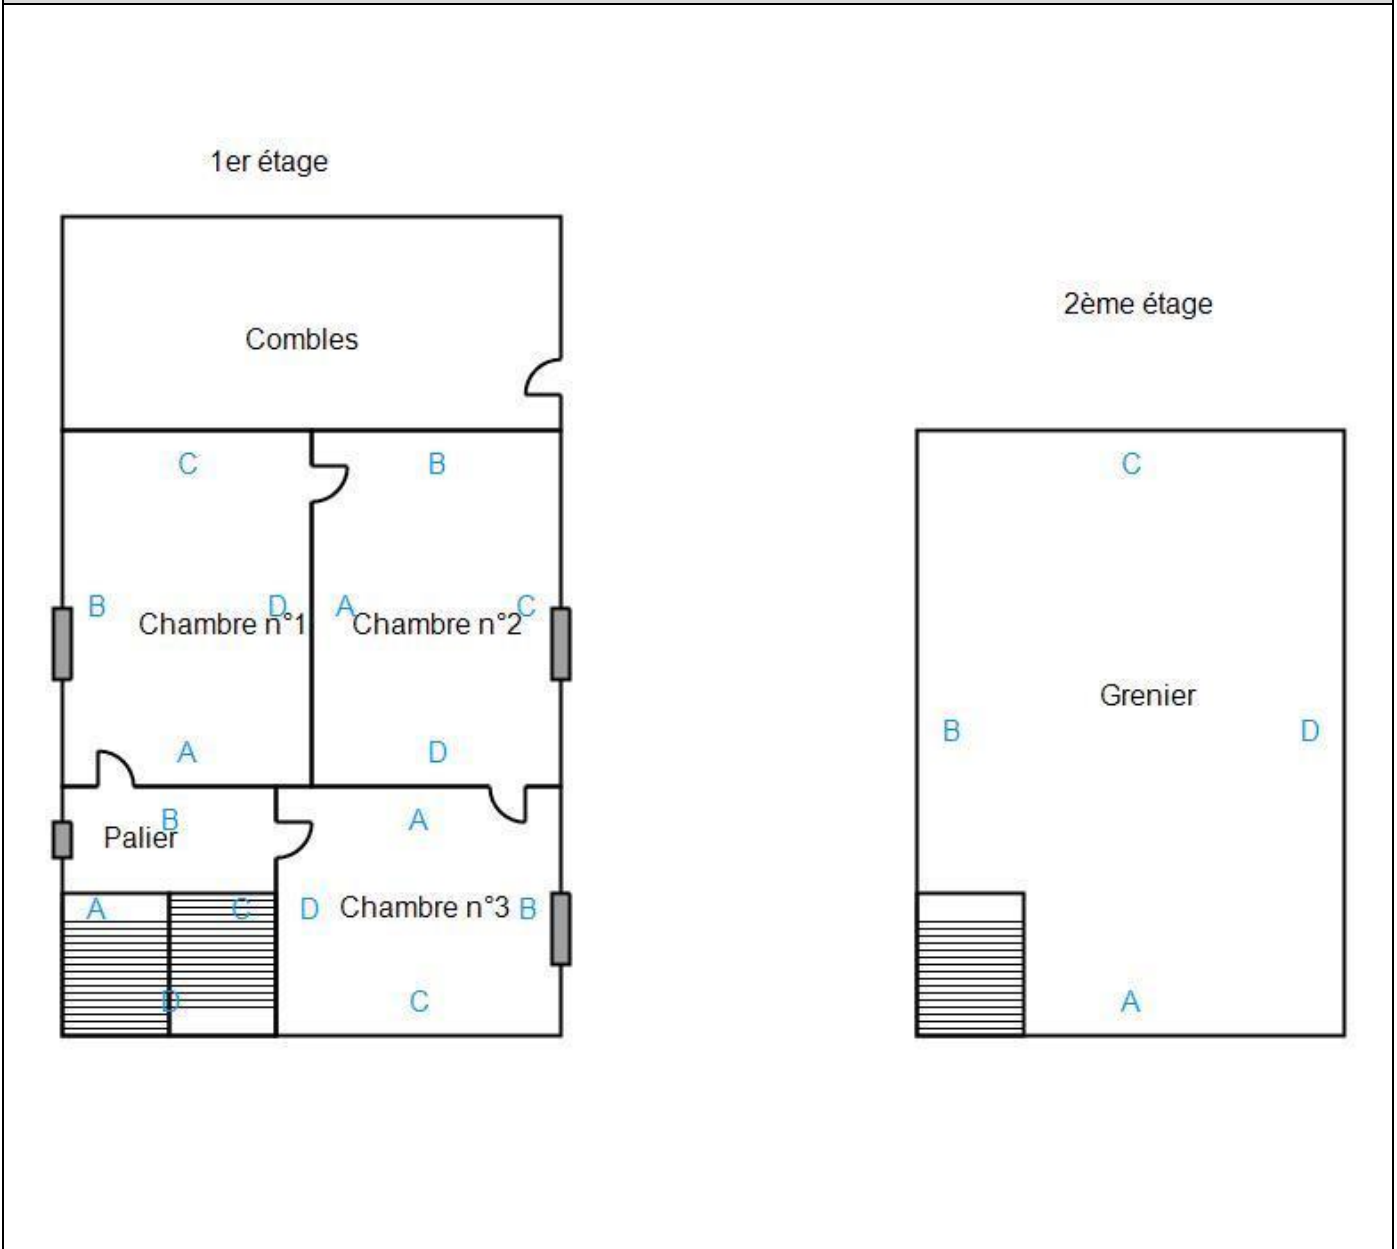 1er étage
2ème étage
Combles
C
B
C
B
D
A
C
Chambre n°1
Chambre n°2
Grenier
B
D
A
D
B
A
Palier
A
C
D
Chambre n°3
B
D
C
A